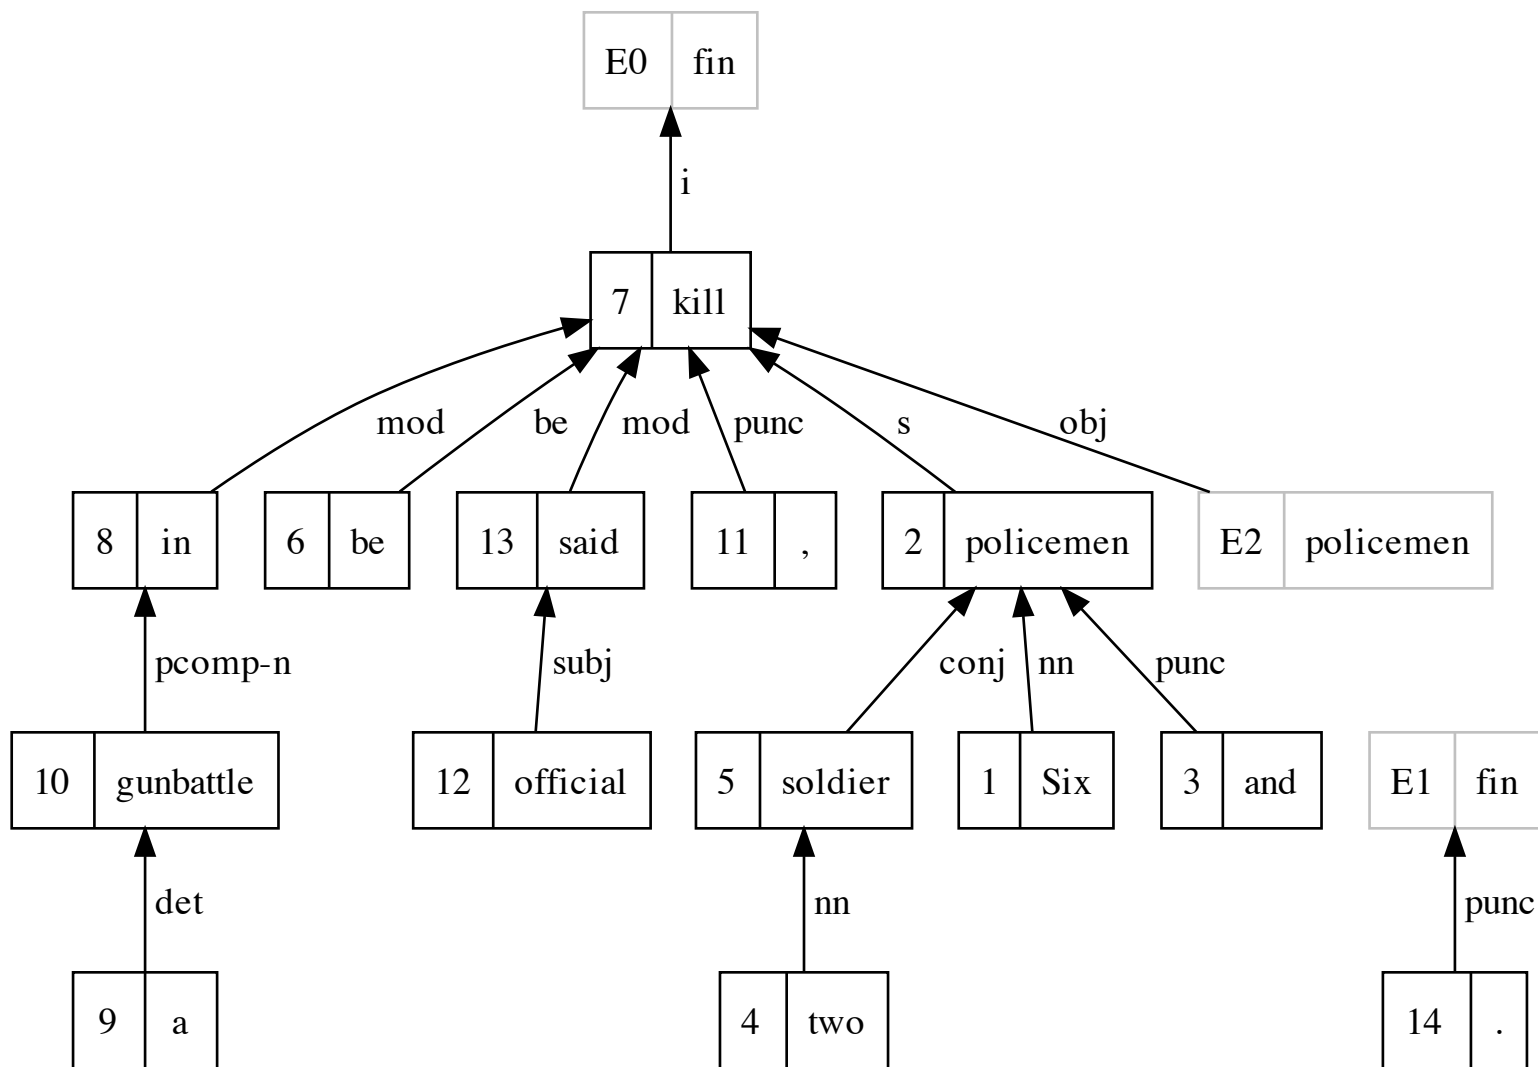 E0 fin
i
7 kill
mod be mod punc s obj
8 in 6 be 13 said 11 , 2 policemen E2 policemen
pcomp-n subj conj nn punc
10 gunbattle 12 official 5 soldier 1 Six 3 and E1 fin
det nn punc
9 a 4 two 14 .